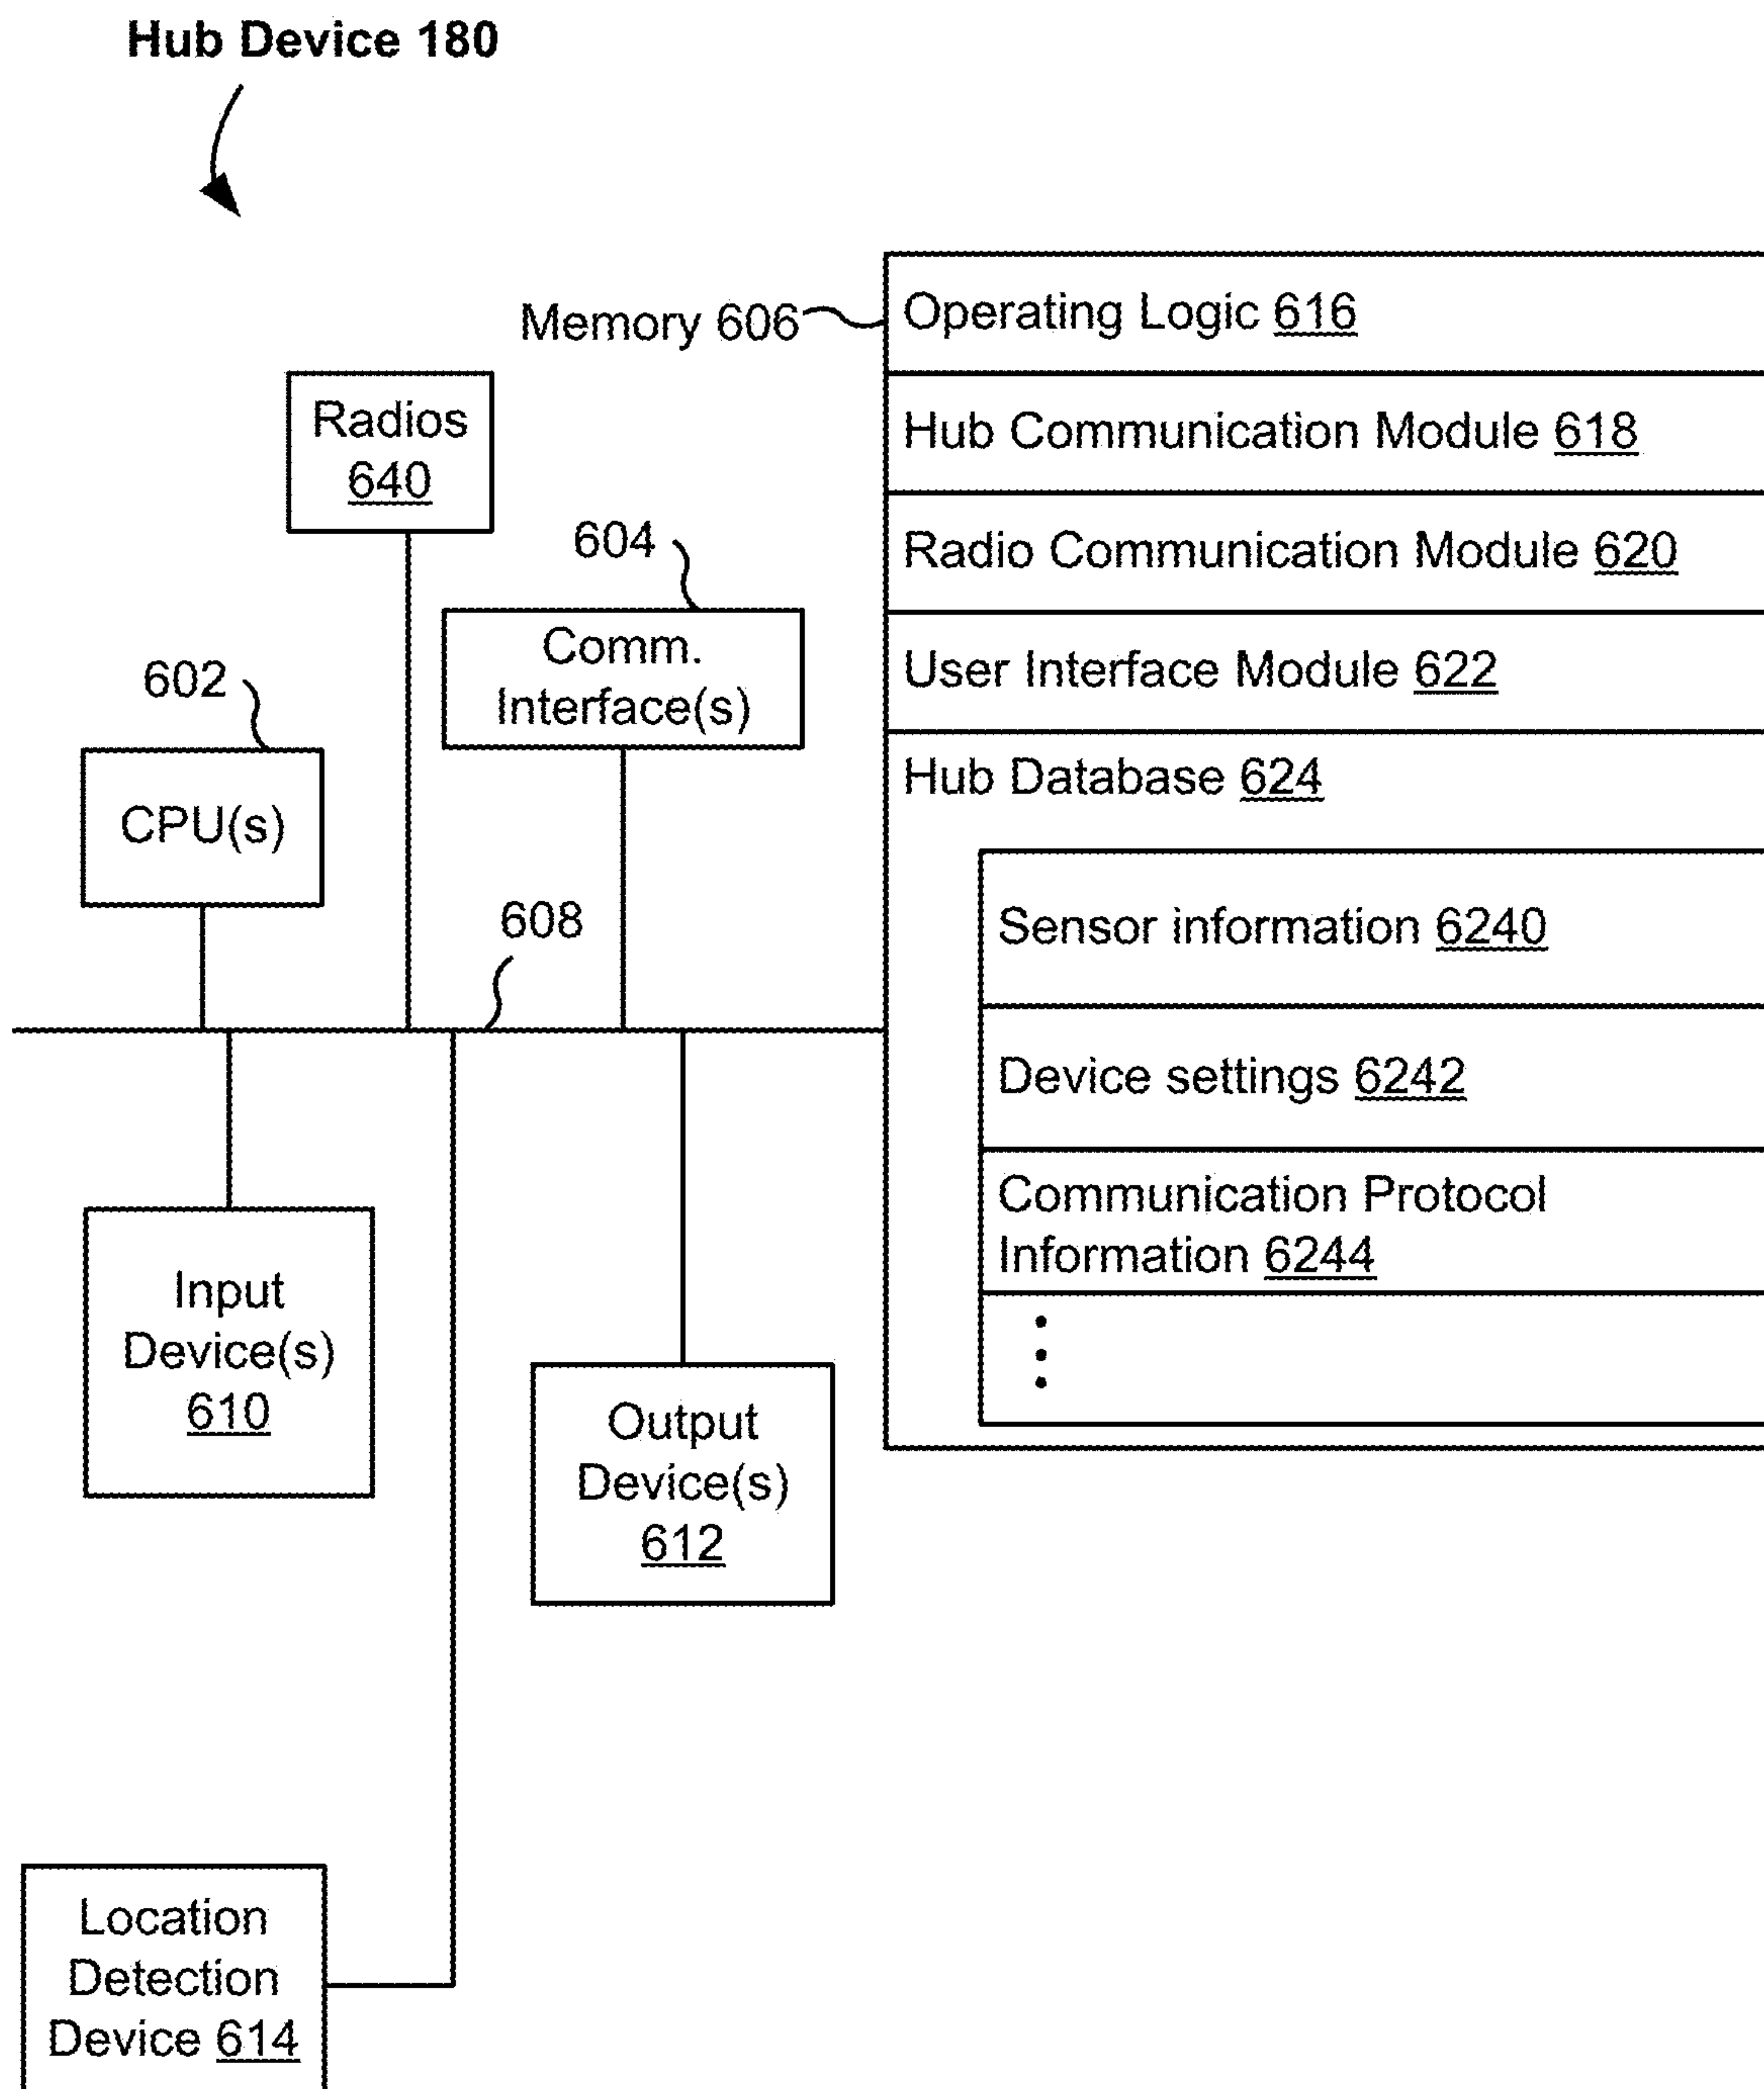 Hub Device 180
Memory 606
Operating Logic 616
Hub Communication Module 618
Radio Communication Module 620
User Interface Module 622
Hub Database 624
Sensor information 6240
Device settings 6242
Communication Protocol
Information 6244
Radios
640
604
Comm.
Interface(s)
602
CPU(s)
608
Input
Device(s)
610
Output
Device(s)
612
Location
Detection
Device 614